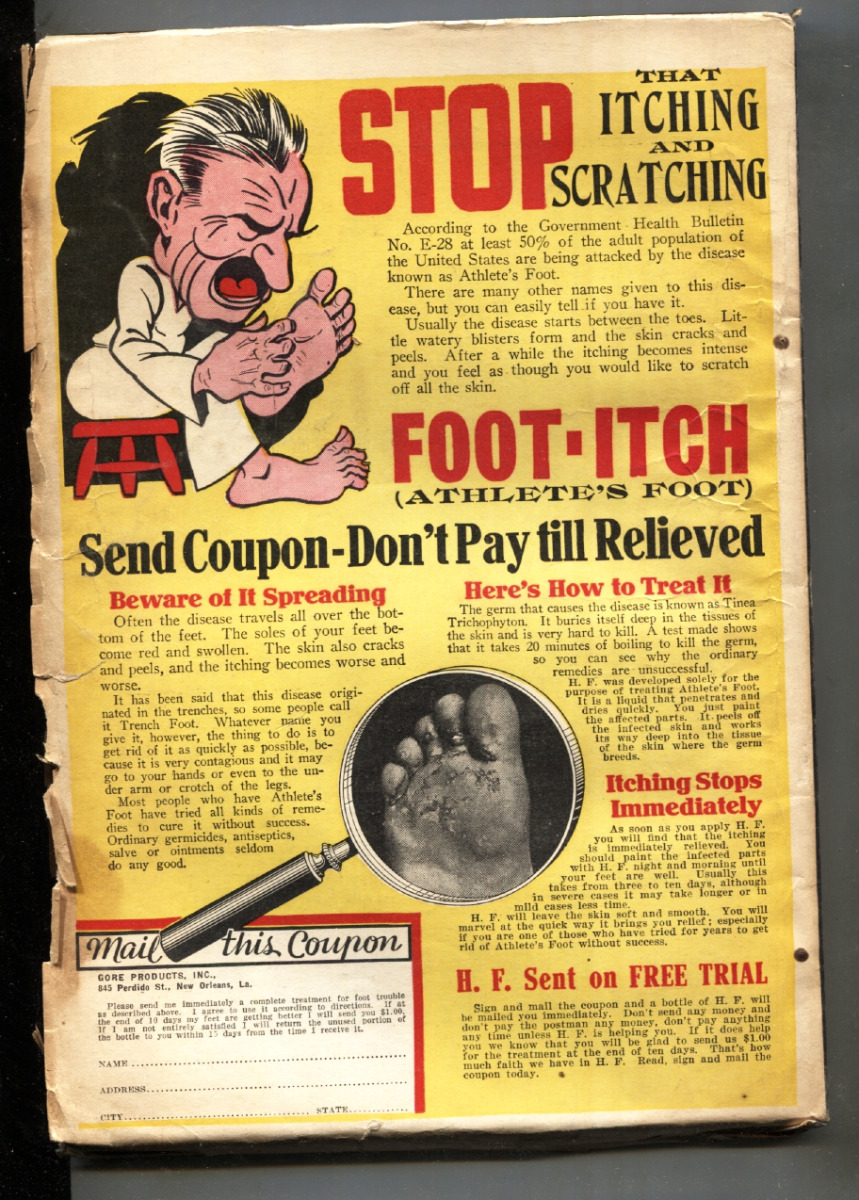 STOP
THAT
ITCHING
AND
SCRATCHING
According to the Government Health Bulletin
No. E-28 at least 50% of the adult population of
the United States are being attacked by the disease
known as Athlete's Foot.
There are many other names given to this dis-
ease, but you can easily tell if you have it.
Usually the disease starts between the toes. Lit-
tle watery blisters form and the skin cracks and
peels. After a while the itching becomes intense
and you feel as though you would like to scratch
off all the skin.
FOOT-ITCH
(ATHLETE'S FOOT)
Send Coupon-Don't Pay till Relieved
Beware of It Spreading
Often the disease travels all over the bot-
tom of the feet. The soles of your feet be-
come red and swollen. The skin also cracks
and peels, and the itching becomes worse and
worse.
It has been said that this disease origi-
nated in the trenches, so some people call
it Trench Foot. Whatever name you
give it, however, the thing to do is to
get rid of it as quickly as possible, be-
cause it is very contagious and it may
go to your hands or even to the un-
der arm or crotch of the legs.
Most people who have Athlete's
Foot have tried all kinds of reme-
dies to cure it without success.
Ordinary germicides, antiseptics,
salve or ointments seldom
do any good.
Here's How to Treat It
The germ that causes the disease is known as Tinea
Trichophyton. It buries itself deep in the tissues of
the skin and is very hard to kill. A test made shows
that it takes 20 minutes of boiling to kill the germ,
so you can see why the ordinary
remedies are unsuccessful.
H. F. was developed solely for the
purpose of treating Athlete's Foot.
It is a liquid that penetrates and
dries quickly. You just paint
the affected parts. It peels off
the infected skin and works
its way deep into the tissue
of the skin where the germ
breeds.
Itching Stops
Immediately
As soon as you apply H. F.
you will find that the itching
is immediately relieved. You
should paint the infected parts
with H. F. night and morning until
your feet are well. Usually this
takes from three to ten days, although
in severe cases it may take longer or in
mild cases less time.
H. F. will leave the skin soft and smooth. You will
marvel at the quick way it brings you relief; especially
if you are one of those who have tried for years to get
rid of Athlete's Foot without success.
H. F. Sent on FREE TRIAL
Sign and mail the coupon and a bottle of H. F. will
be mailed you immediately. Don't send any money and
don't pay the postman any money, don't pay anything
any time unless H. F. is helping you. If it does help
you we know that you will be glad to send us $1.00
for the treatment at the end of ten days. That's how
much faith we have in H. F. Read, sign and mail the
coupon today.
Mail this Coupon
GORE PRODUCTS, INC.,
845 Perdido St., New Orleans, La.
Please send me immediately a complete treatment for foot trouble
as described above. I agree to use it according to directions. If at
the end of 10 days my feet are getting better I will send you $1.00.
If I am not entirely satisfied I will return the unused portion of
the bottle to you within 15 days from the time I receive it.
NAME
ADDRESS
CITY STATE